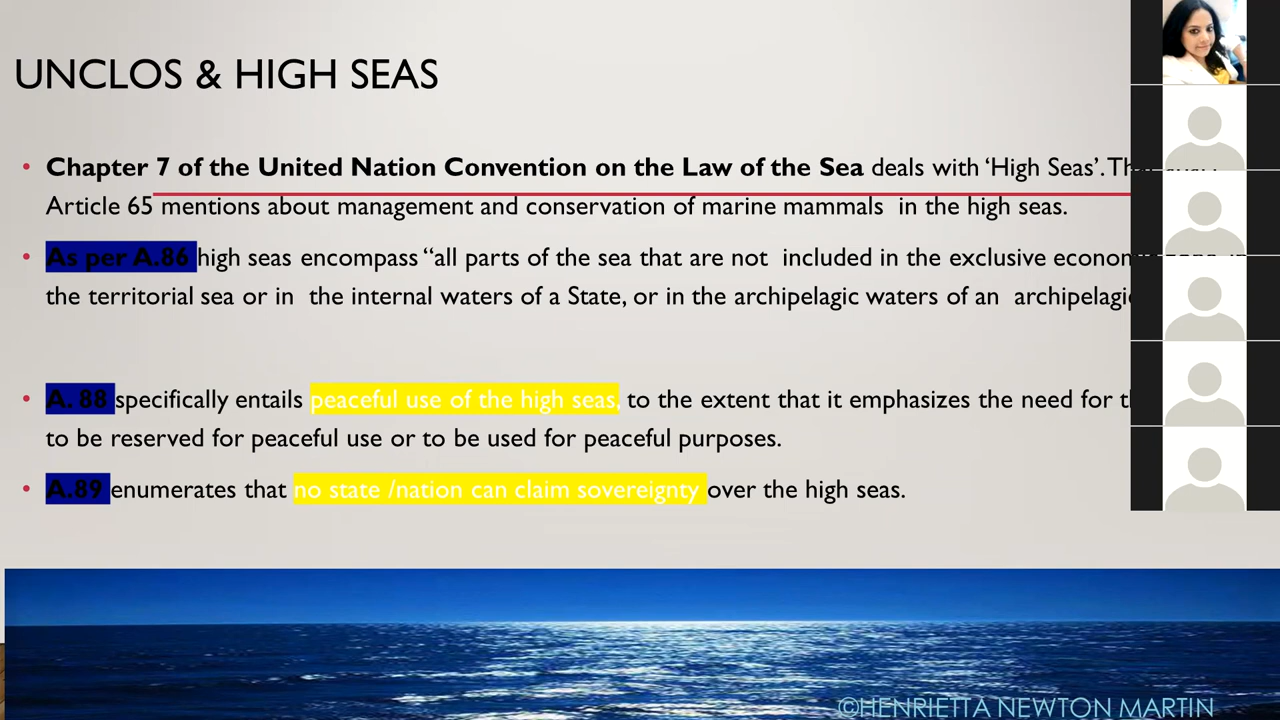 UNCLOS & HIGH SEAS
• Chapter 7 of the United Nation Convention on the Law of the Sea deals with ‘High Seas’.
Article 65 mentions about management and conservation of marine mammals in the high seas.
• As per A.86 high seas encompass “all parts of the sea that are not included in the exclusive
the territorial sea or in the internal waters of a State, or in the archipelagic waters of an
• A. 88 specifically entails peaceful use of the high seas, to the extent that it emphasizes the need for
to be reserved for peaceful use or to be used for peaceful purposes.
• A.89 enumerates that no state /nation can claim sovereignty over the high seas.
©HENRIETTA NEWTON MARTIN